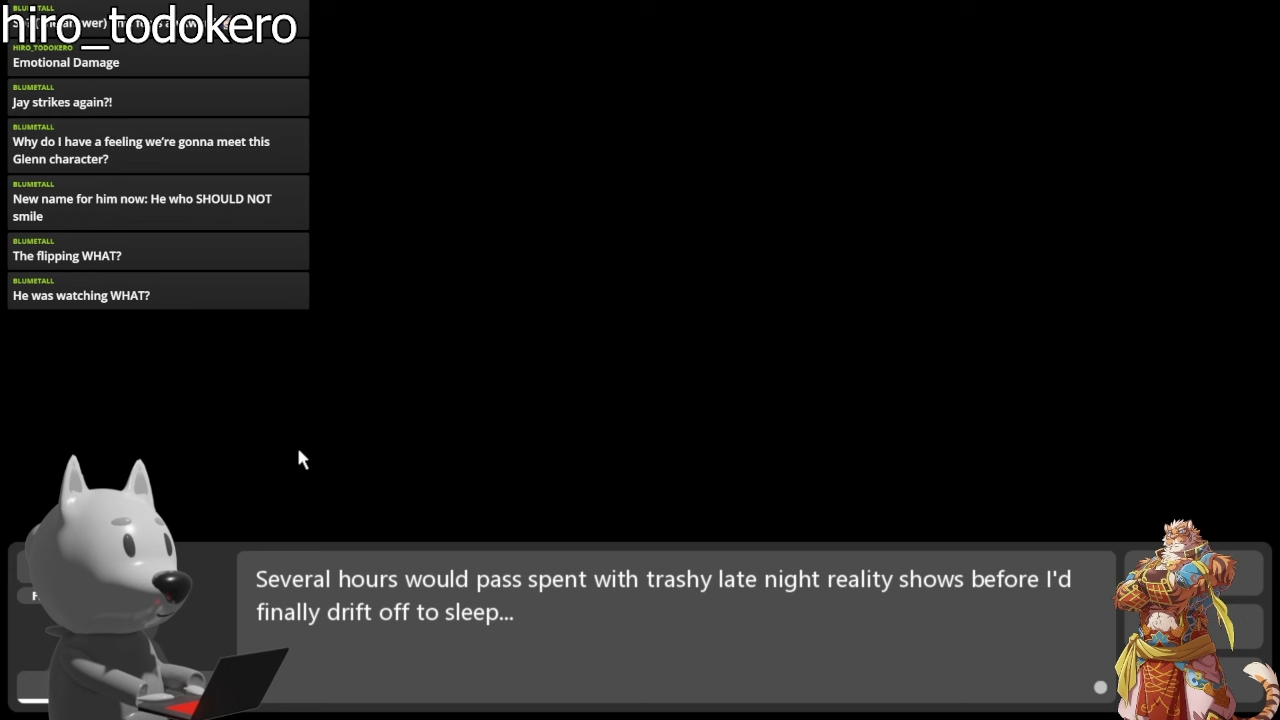 hiro_todokero
HIRO_TODOKERO
Emotional Damage
BLUMETALL
Jay strikes again?!
BLUMETALL
Why do I have a feeling we're gonna meet this
Glenn character?
BLUMETALL
New name for him now: He who SHOULD NOT
smile
BLUMETALL
The flipping WHAT?
BLUMETALL
He was watching WHAT?
Several hours would pass spent with trashy late night reality shows before I'd
finally drift off to sleep...